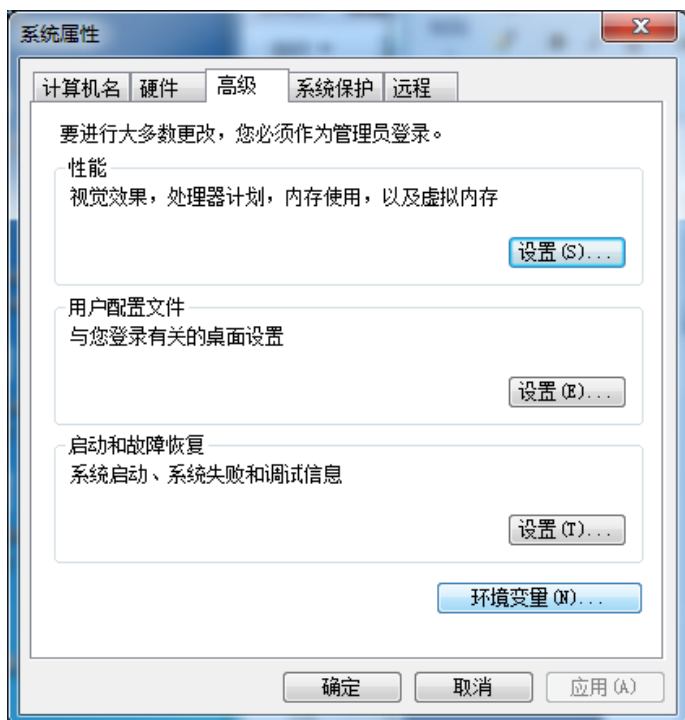 系统属性
计算机名 硬件 高级 系统保护 远程
要进行大多数更改，您必须作为管理员登录。
性能
视觉效果，处理器计划，内存使用，以及虚拟内存
设置(S)...
用户配置文件
与您登录有关的桌面设置
设置(E)...
启动和故障恢复
系统启动、系统失败和调试信息
设置(T)...
环境变量(N)...
确定 取消 应用(A)